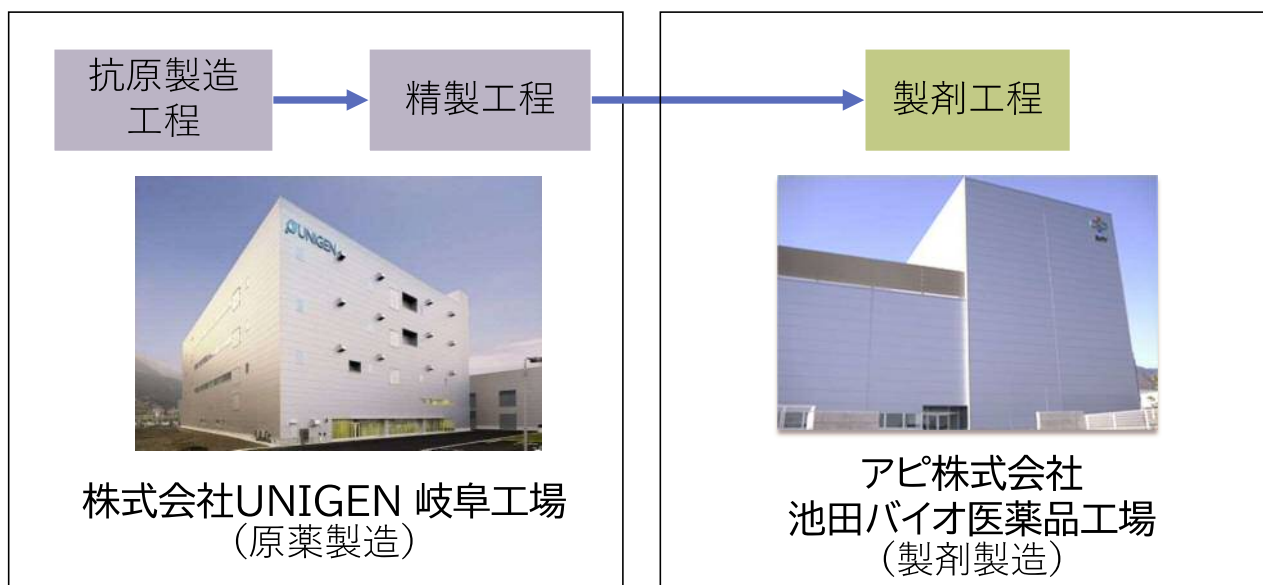 抗原製造
工程
精製工程
製剤工程
UNIGEN
株式会社UNIGEN 岐阜工場
(原薬製造)
アピ株式会社
池田バイオ医薬品工場
(製剤製造)